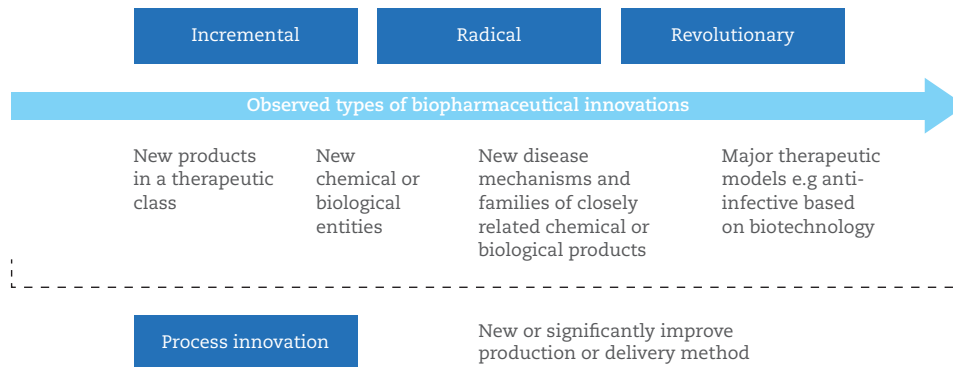 Incremental
Radical
Revolutionary
Observed types of biopharmaceutical innovations
New products
in a therapeutic
class
New
chemical or
biological
entities
New disease
mechanisms and
families of closely
related chemical or
biological products
Major therapeutic
models e.g anti-
infective based
on biotechnology
Process innovation
New or significantly improve
production or delivery method